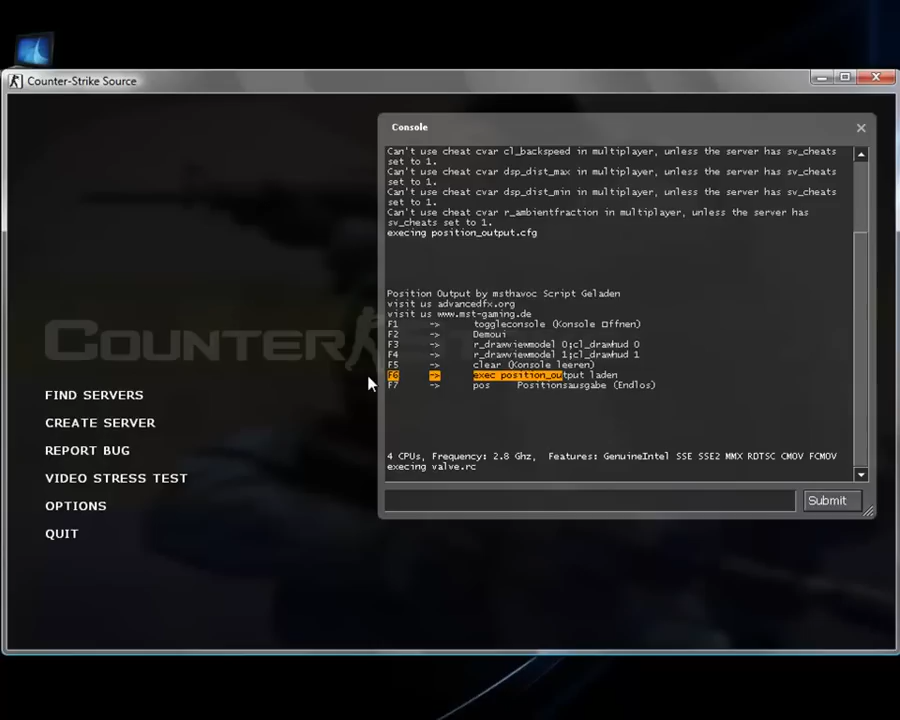 Counter-Strike Source
Console
Can't use cheat cvar cl_backspeed in multiplayer, unless the server has sv_cheats
set to 1.
Can't use cheat cvar dsp_dist_max in multiplayer, unless the server has sv_cheats
set to 1.
Can't use cheat cvar dsp_dist_min in multiplayer, unless the server has sv_cheats
set to 1.
Can't use cheat cvar r_ambientfraction in multiplayer, unless the server has
sv_cheats set to 1.
execing position_output.cfg
Position Output by msthavoc Script Geladen
visit us advancedfx.org
visit us www.mst-gaming.de
F1 -> toggleconsole (Konsole □ffnen)
F2 -> Demoui
F3 -> r_drawviewmodel 0;cl_drawhud 0
F4 -> r_drawviewmodel 1;cl_drawhud 1
F5 -> clear (Konsole leeren)
F6 -> exec position_output laden
F7 -> pos Positionsausgabe (Endlos)
4 CPUs, Frequency: 2.8 Ghz, Features: GenuineIntel SSE SSE2 MMX RDTSC CMOV FCMOV
execing valve.rc
Submit
COUNTER
FIND SERVERS
CREATE SERVER
REPORT BUG
VIDEO STRESS TEST
OPTIONS
QUIT